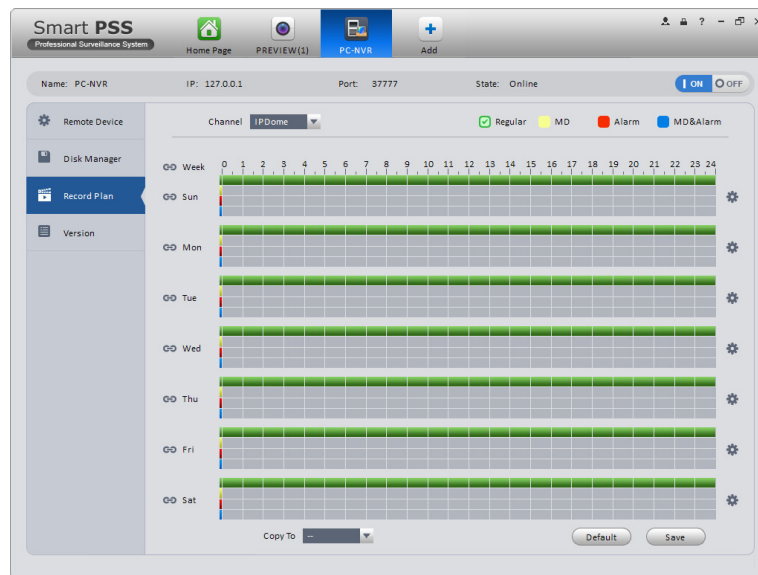 Smart PSS
Professional Surveillance System
Home Page
PREVIEW(1)
PC-NVR
Add
Name: PC-NVR IP: 127.0.0.1 Port: 37777 State: Online ON OFF
Remote Device
Disk Manager
Record Plan
Version
Channel IPDome Regular MD Alarm MD&Alarm
Week 0 1 2 3 4 5 6 7 8 9 10 11 12 13 14 15 16 17 18 19 20 21 22 23 24
Sun
Mon
Tue
Wed
Thu
Fri
Sat
Copy To -- Default Save